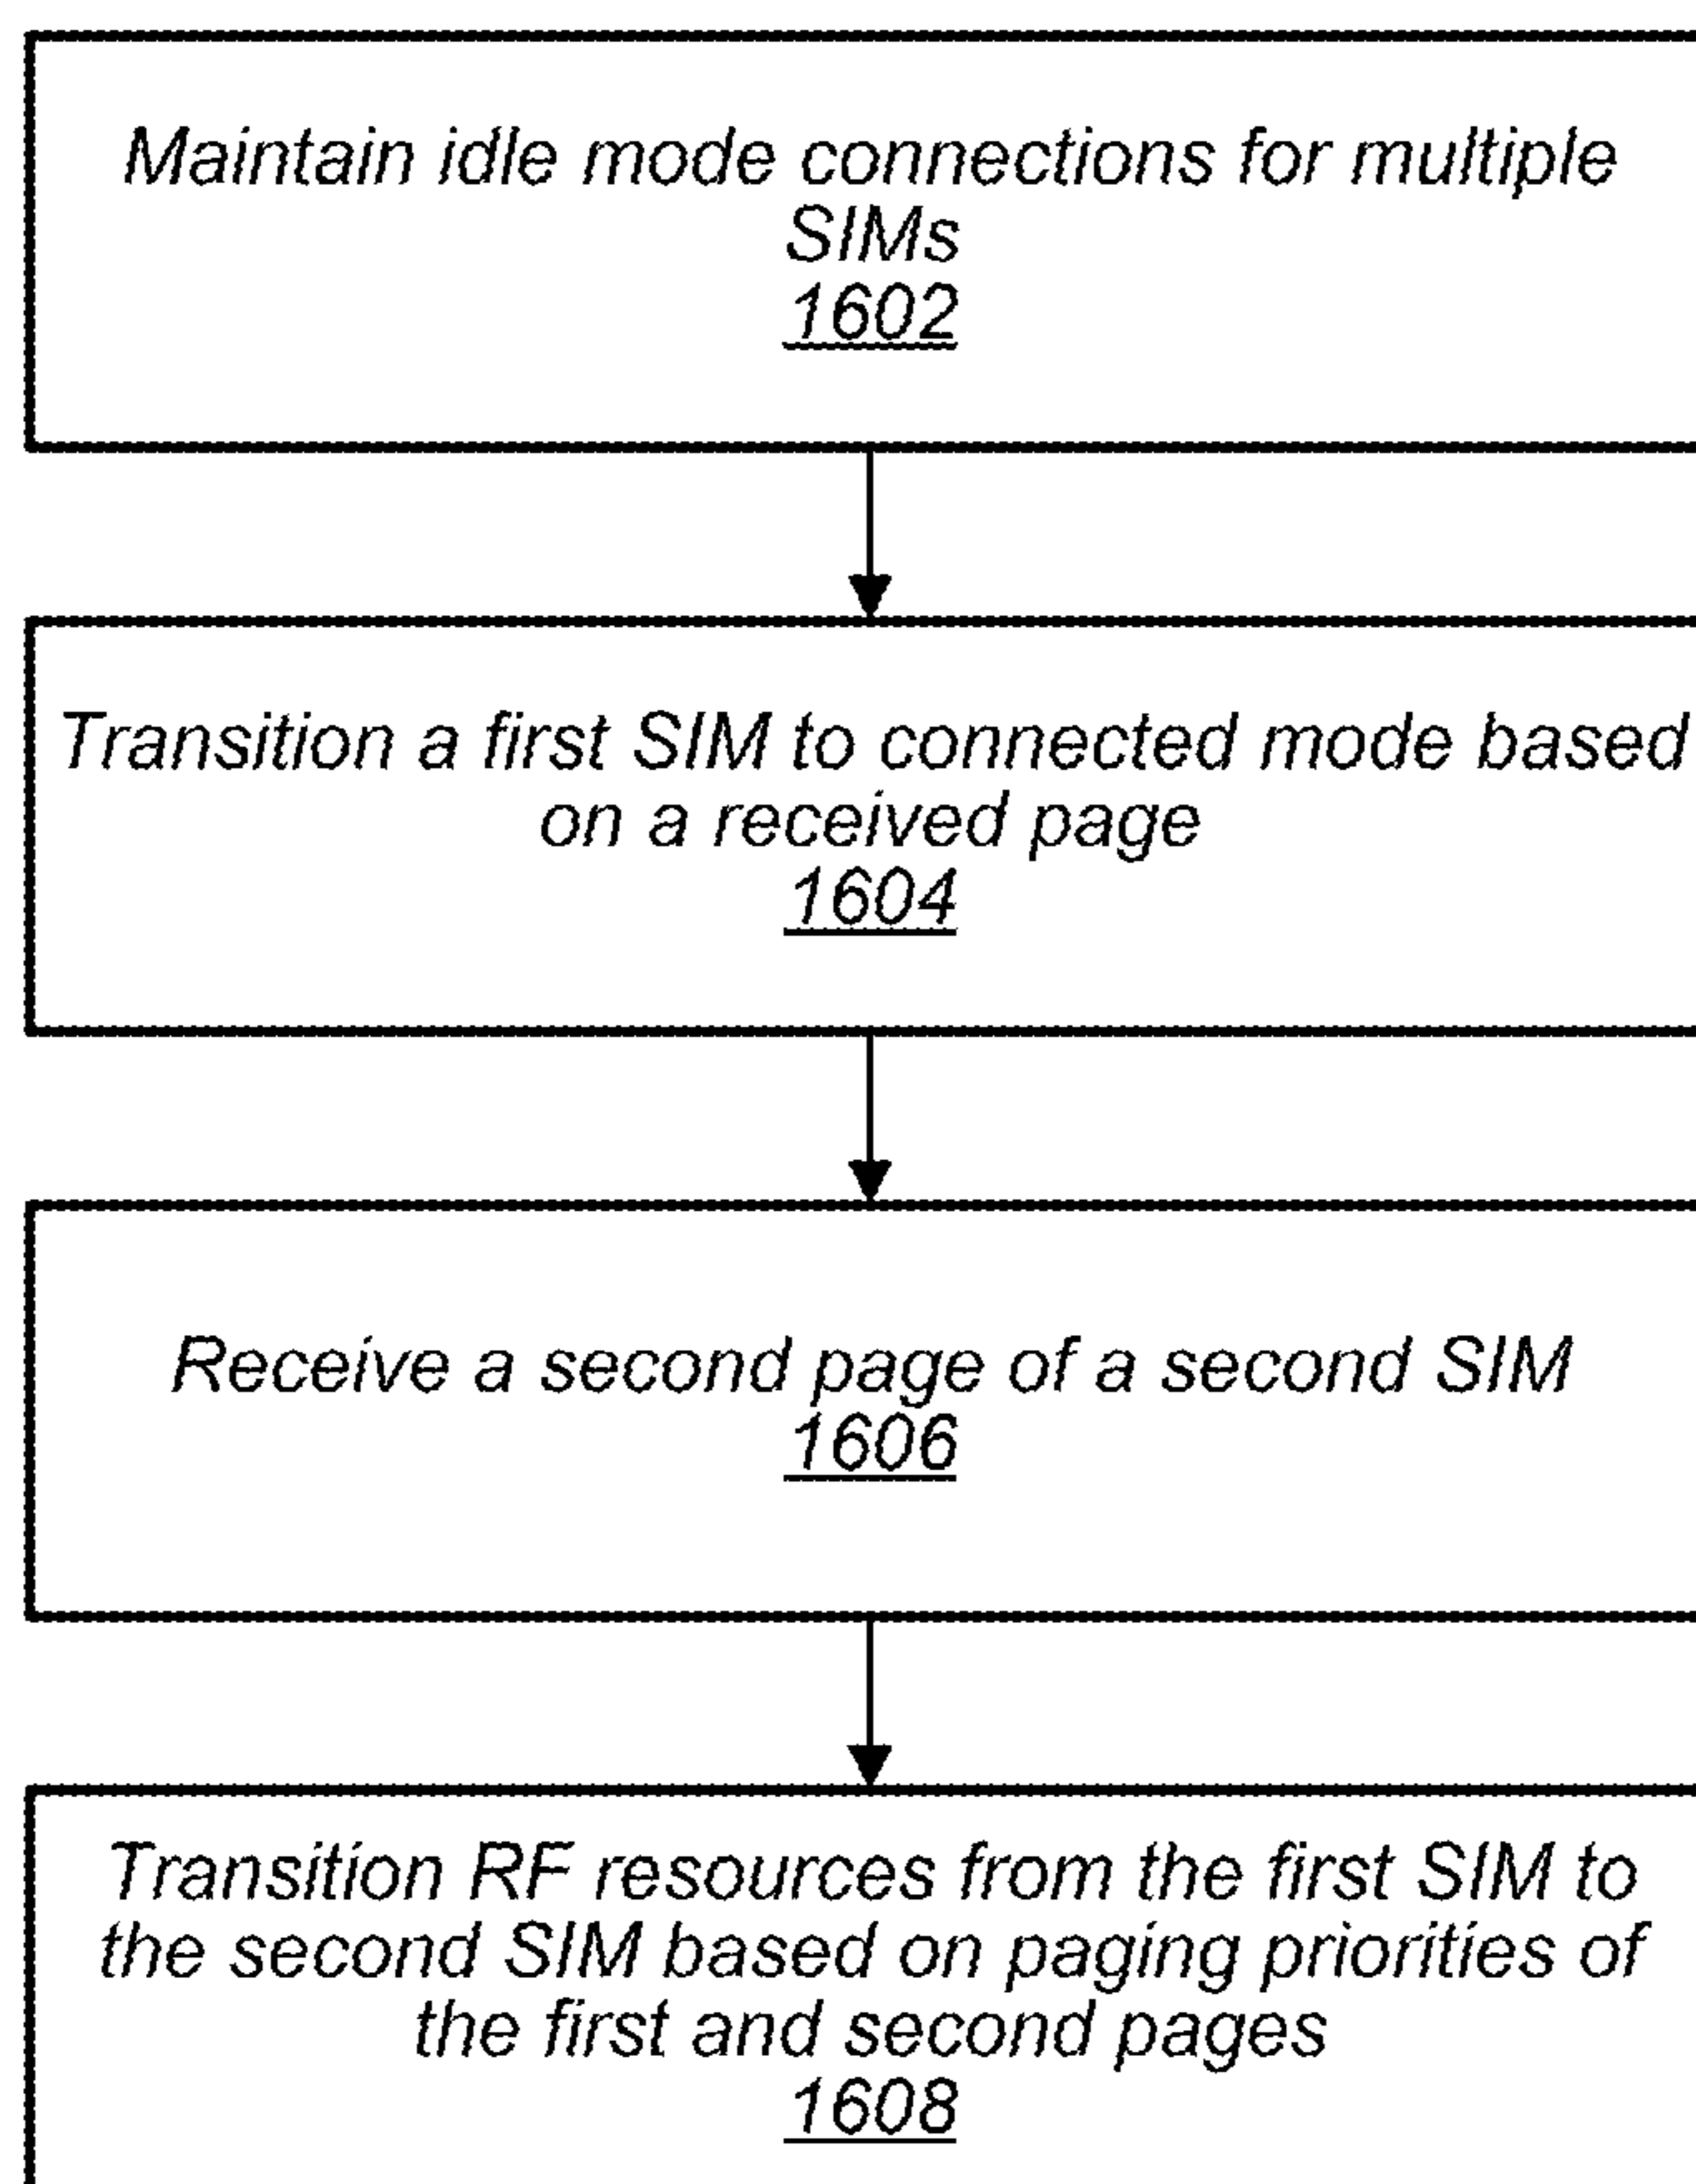 Maintain idle mode connections for multiple
SIMs
1602
Transition a first SIM to connected mode based
on a received page
1604
Receive a second page of a second SIM
1606
Transition RF resources from the first SIM to
the second SIM based on paging priorities of
the first and second pages
1608